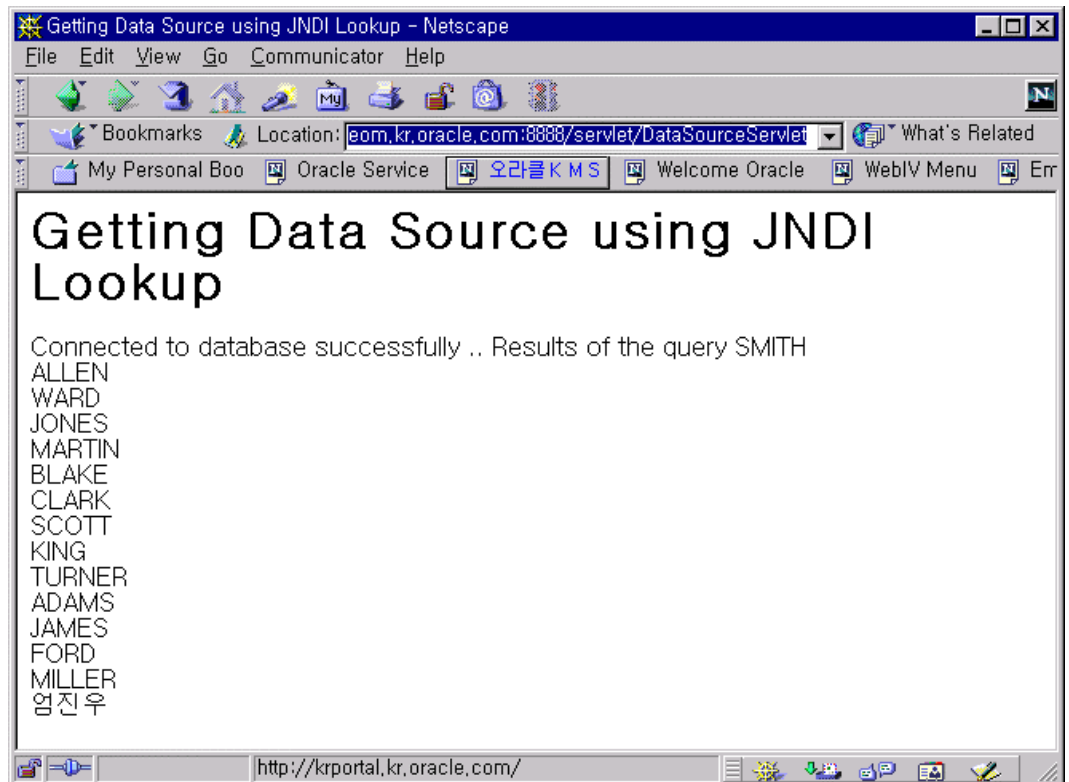 Getting Data Source using JNDI Lookup - Netscape
File Edit View Go Communicator Help
My N
Bookmarks Location: eom,kr,oracle,com:8888/servlet/DataSourceServlet What's Related
My Personal Boo Oracle Service 오라클 K M S Welcome Oracle WebIV Menu Em
Getting Data Source using JNDI
Lookup
Connected to database successfully .. Results of the query SMITH
ALLEN
WARD
JONES
MARTIN
BLAKE
CLARK
SCOTT
KING
TURNER
ADAMS
JAMES
FORD
MILLER
엄진우
http://krportal,kr,oracle,com/